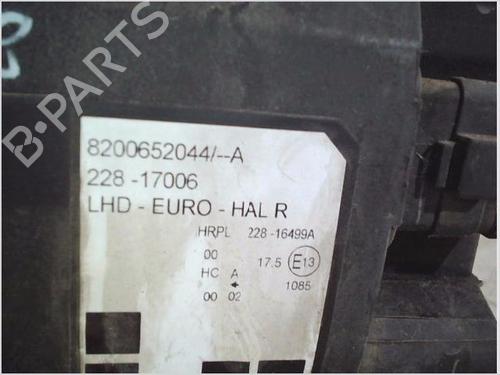 B-PARTS
8200652044/--A
228 -17006
LHD - EURO - HAL R
HRPL 228 -16499A
00 17.5 E13
HC A
1085
00 02